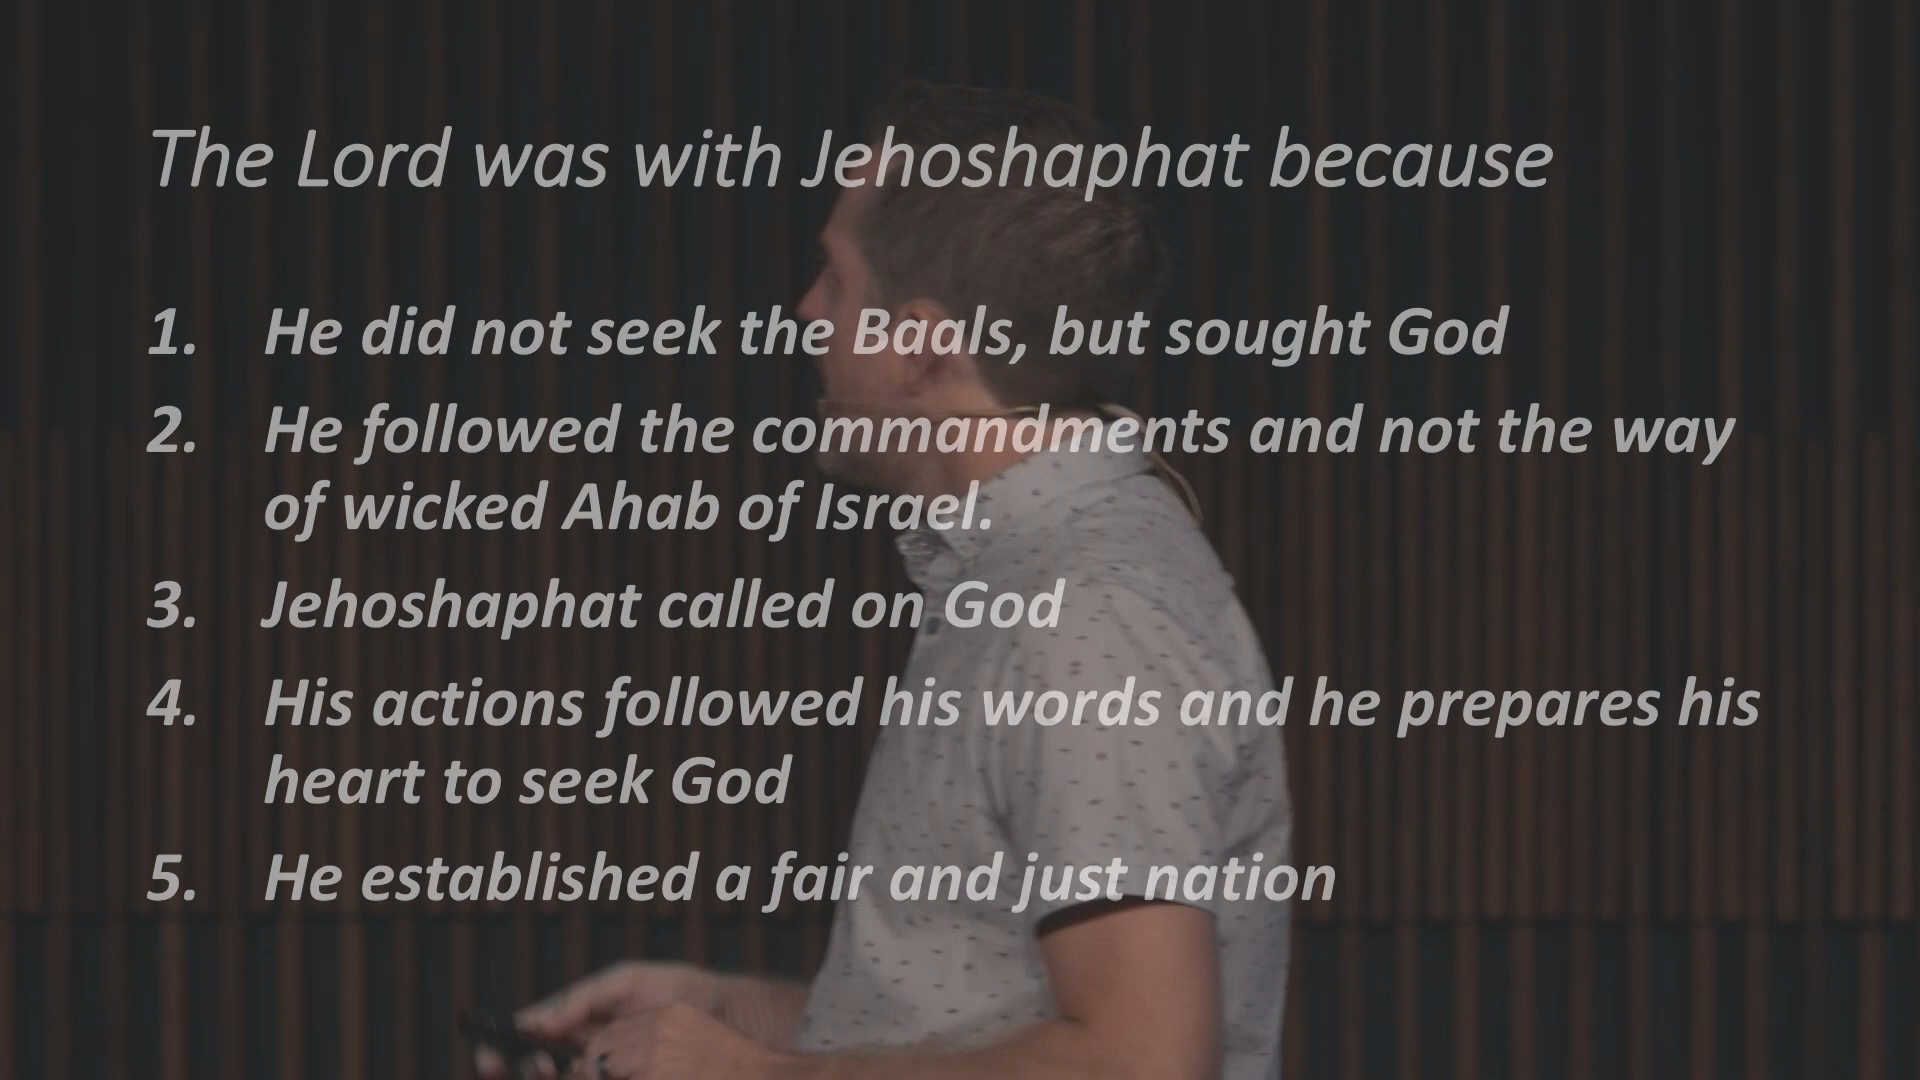 The Lord was with Jehoshaphat because
1. He did not seek the Baals, but sought God
2. He followed the commandments and not the way
of wicked Ahab of Israel.
3. Jehoshaphat called on God
4. His actions followed his words and he prepares his
heart to seek God
5. He established a fair and just nation